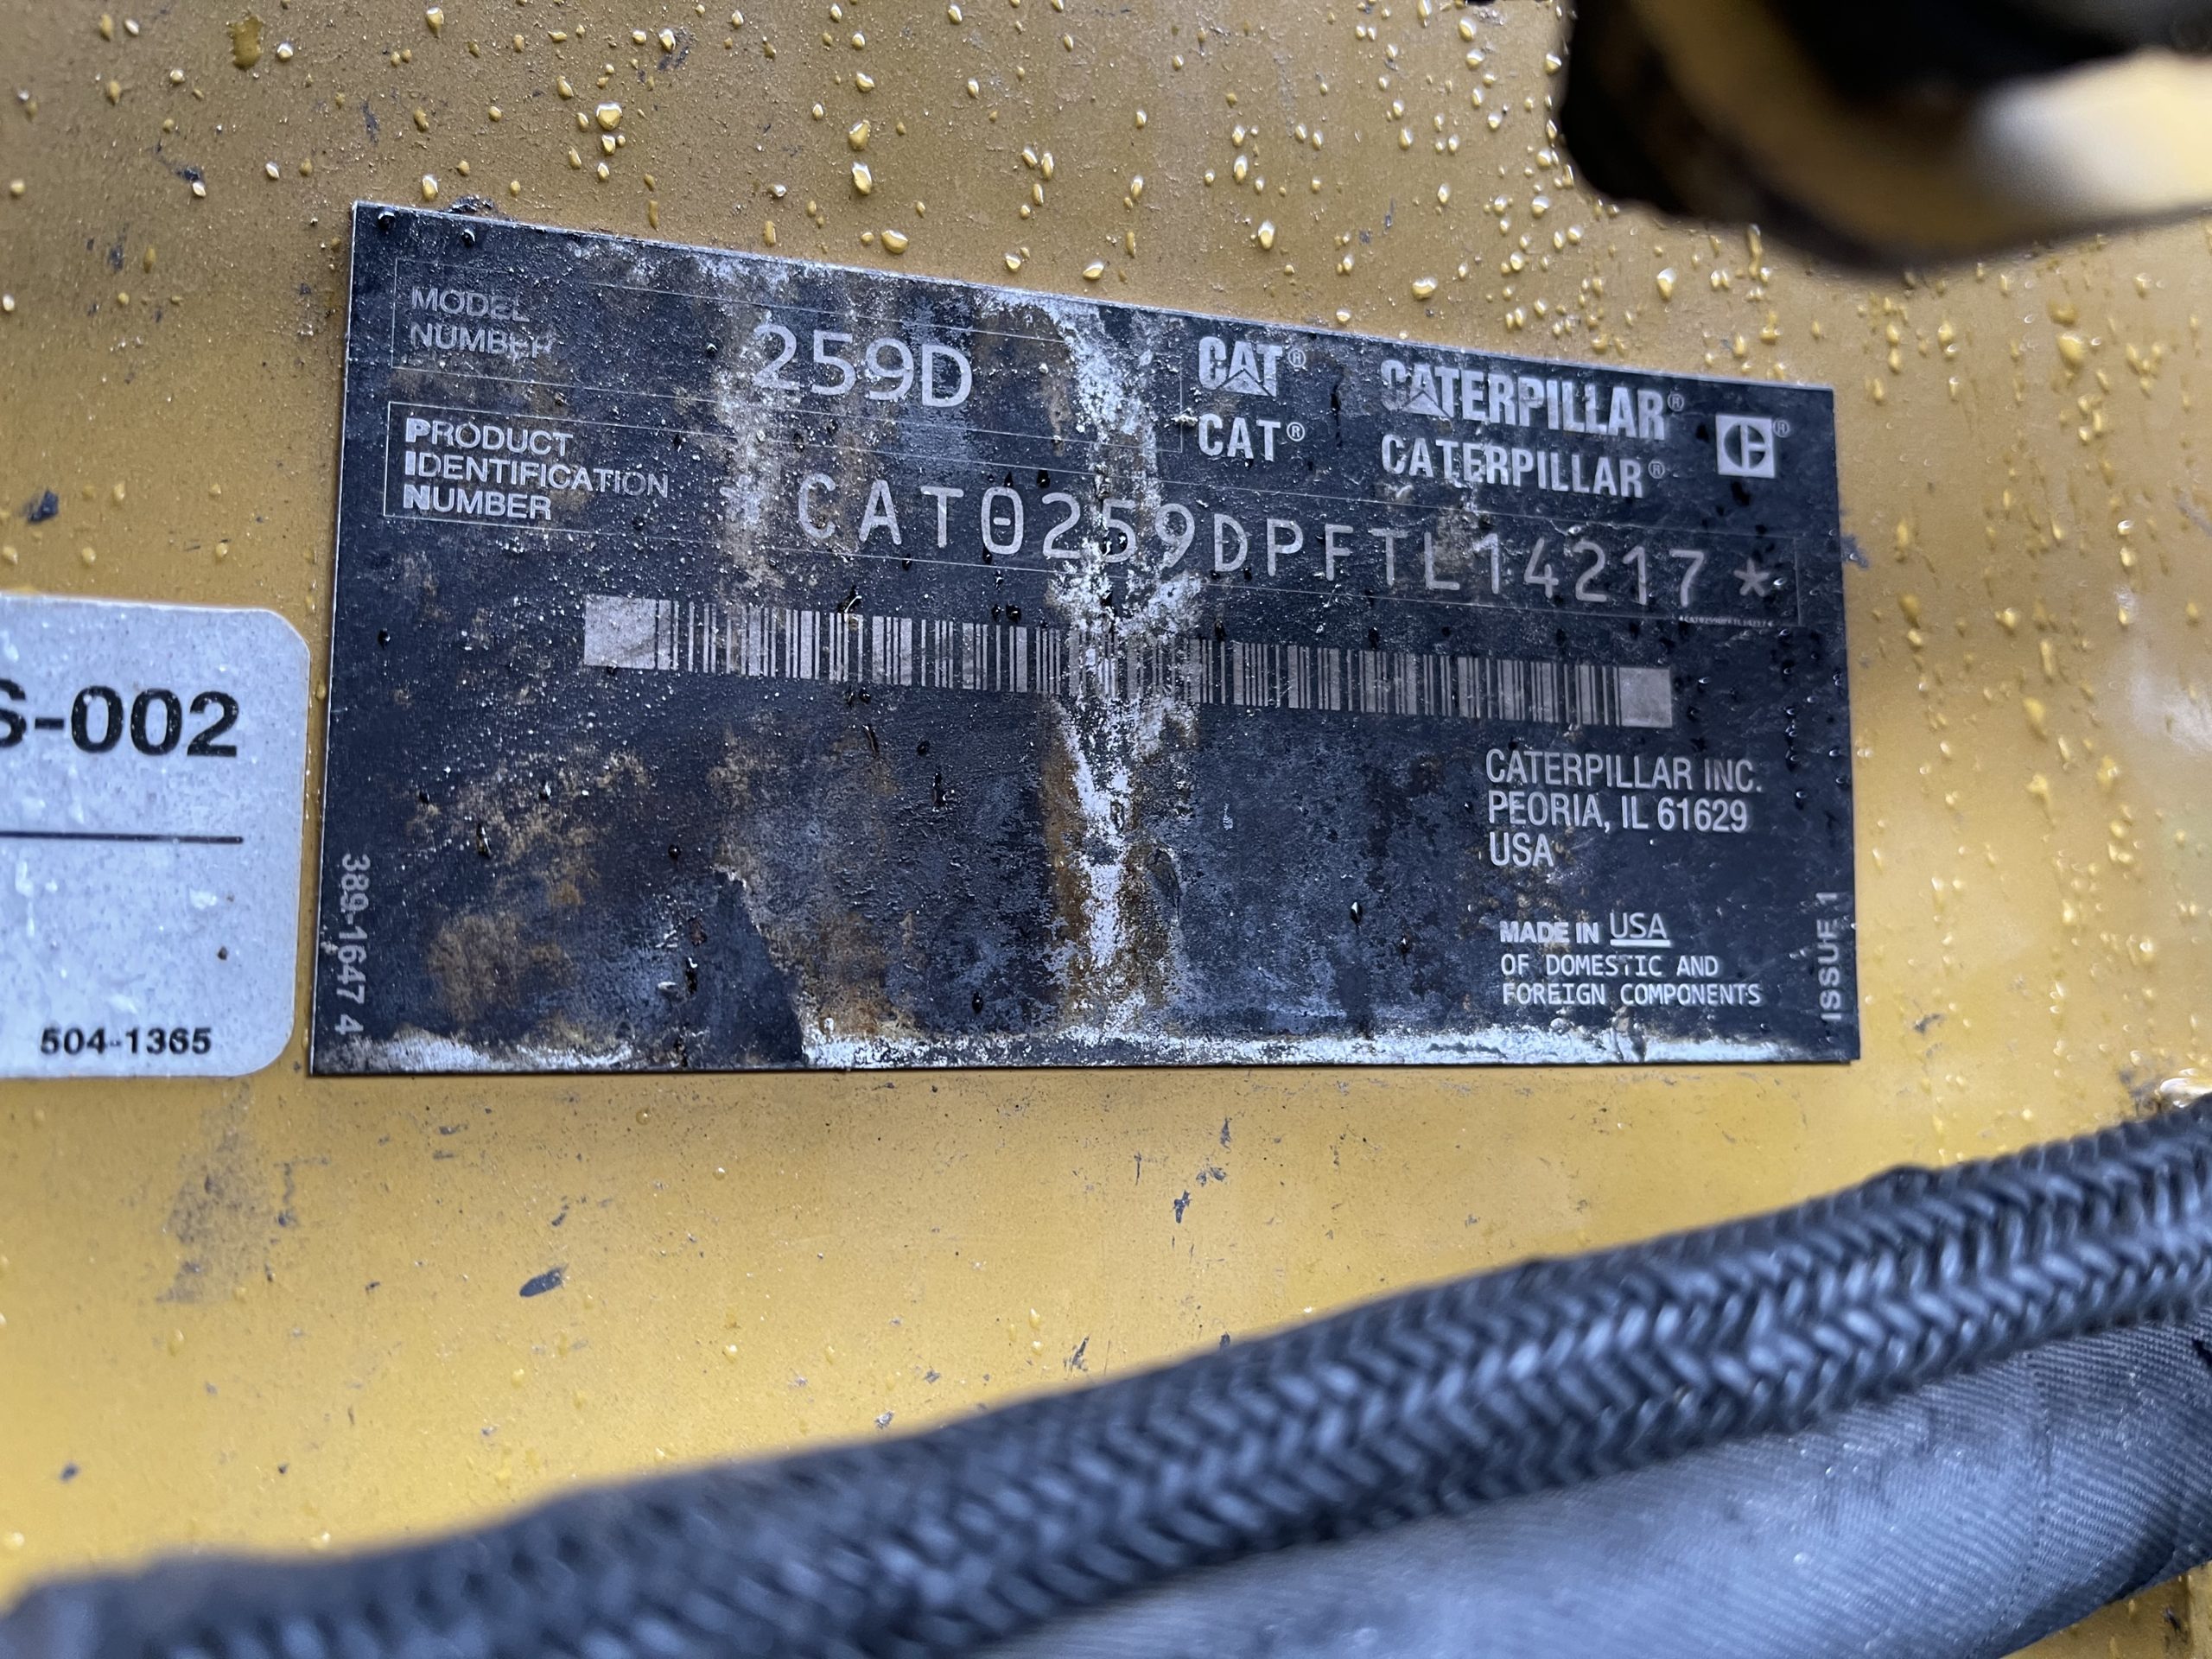 MODEL
NUMBER
259D
CAT® CATERPILLAR®
CAT® CATERPILLAR® C®
PRODUCT
IDENTIFICATION
NUMBER
* CAT0259DPFTL14217 *
CATERPILLAR INC.
PEORIA, IL 61629
USA
MADE IN USA
OF DOMESTIC AND
FOREIGN COMPONENTS
389-1647 4
ISSUE 1
S-002
504-1365